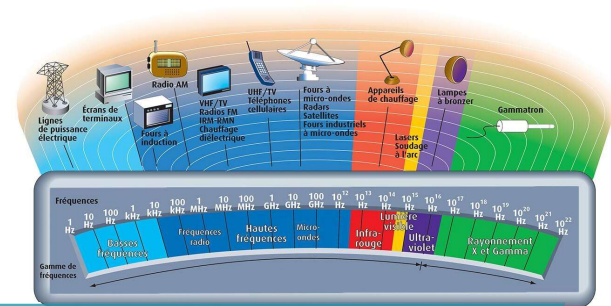 Lignes
de puissance
électrique
Écrans de
terminaux
Radio AM
Fours à
induction
VHF/TV
Radios FM
IRM-RMN
Chauffage
diélectrique
UHF/TV
Téléphones
cellulaires
Fours à
micro-ondes
Radars
Satellites
Fours industriels
à micro-ondes
Appareils
de chauffage
Lasers
Soudage
à l'arc
Lampes
à bronzer
Gammatron
Fréquences
1 Hz
10 Hz
100 Hz
1 kHz
10 kHz
100 kHz
1 MHz
10 MHz
100 MHz
1 GHz
10 GHz
100 GHz
10¹² Hz
10¹³ Hz
10¹⁴ Hz
10¹⁵ Hz
10¹⁶ Hz
10¹⁷ Hz
10¹⁸ Hz
10¹⁹ Hz
10²⁰ Hz
10²¹ Hz
10²² Hz
Basses
fréquences
Fréquences
radio
Hautes
fréquences
Micro-
ondes
Infra-
rouge
Lumière
visible
Ultra-
violet
Rayonnement
X et Gamma
Gamme de
fréquences